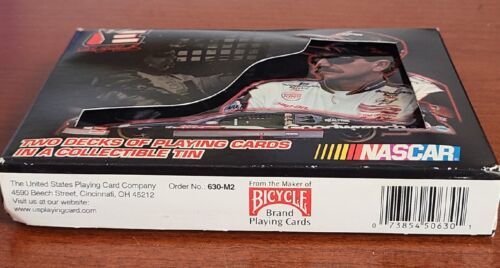 TWO DECKS OF PLAYING CARDS
IN A COLLECTIBLE TIN
NASCAR
The United States Playing Card Company
4590 Beech Street, Cincinnati, OH 45212
Visit us at our website:
www.usplayingcard.com
Order No.: 630-M2
From the Maker of
BICYCLE
Brand
Playing Cards
0 73854 50630 1